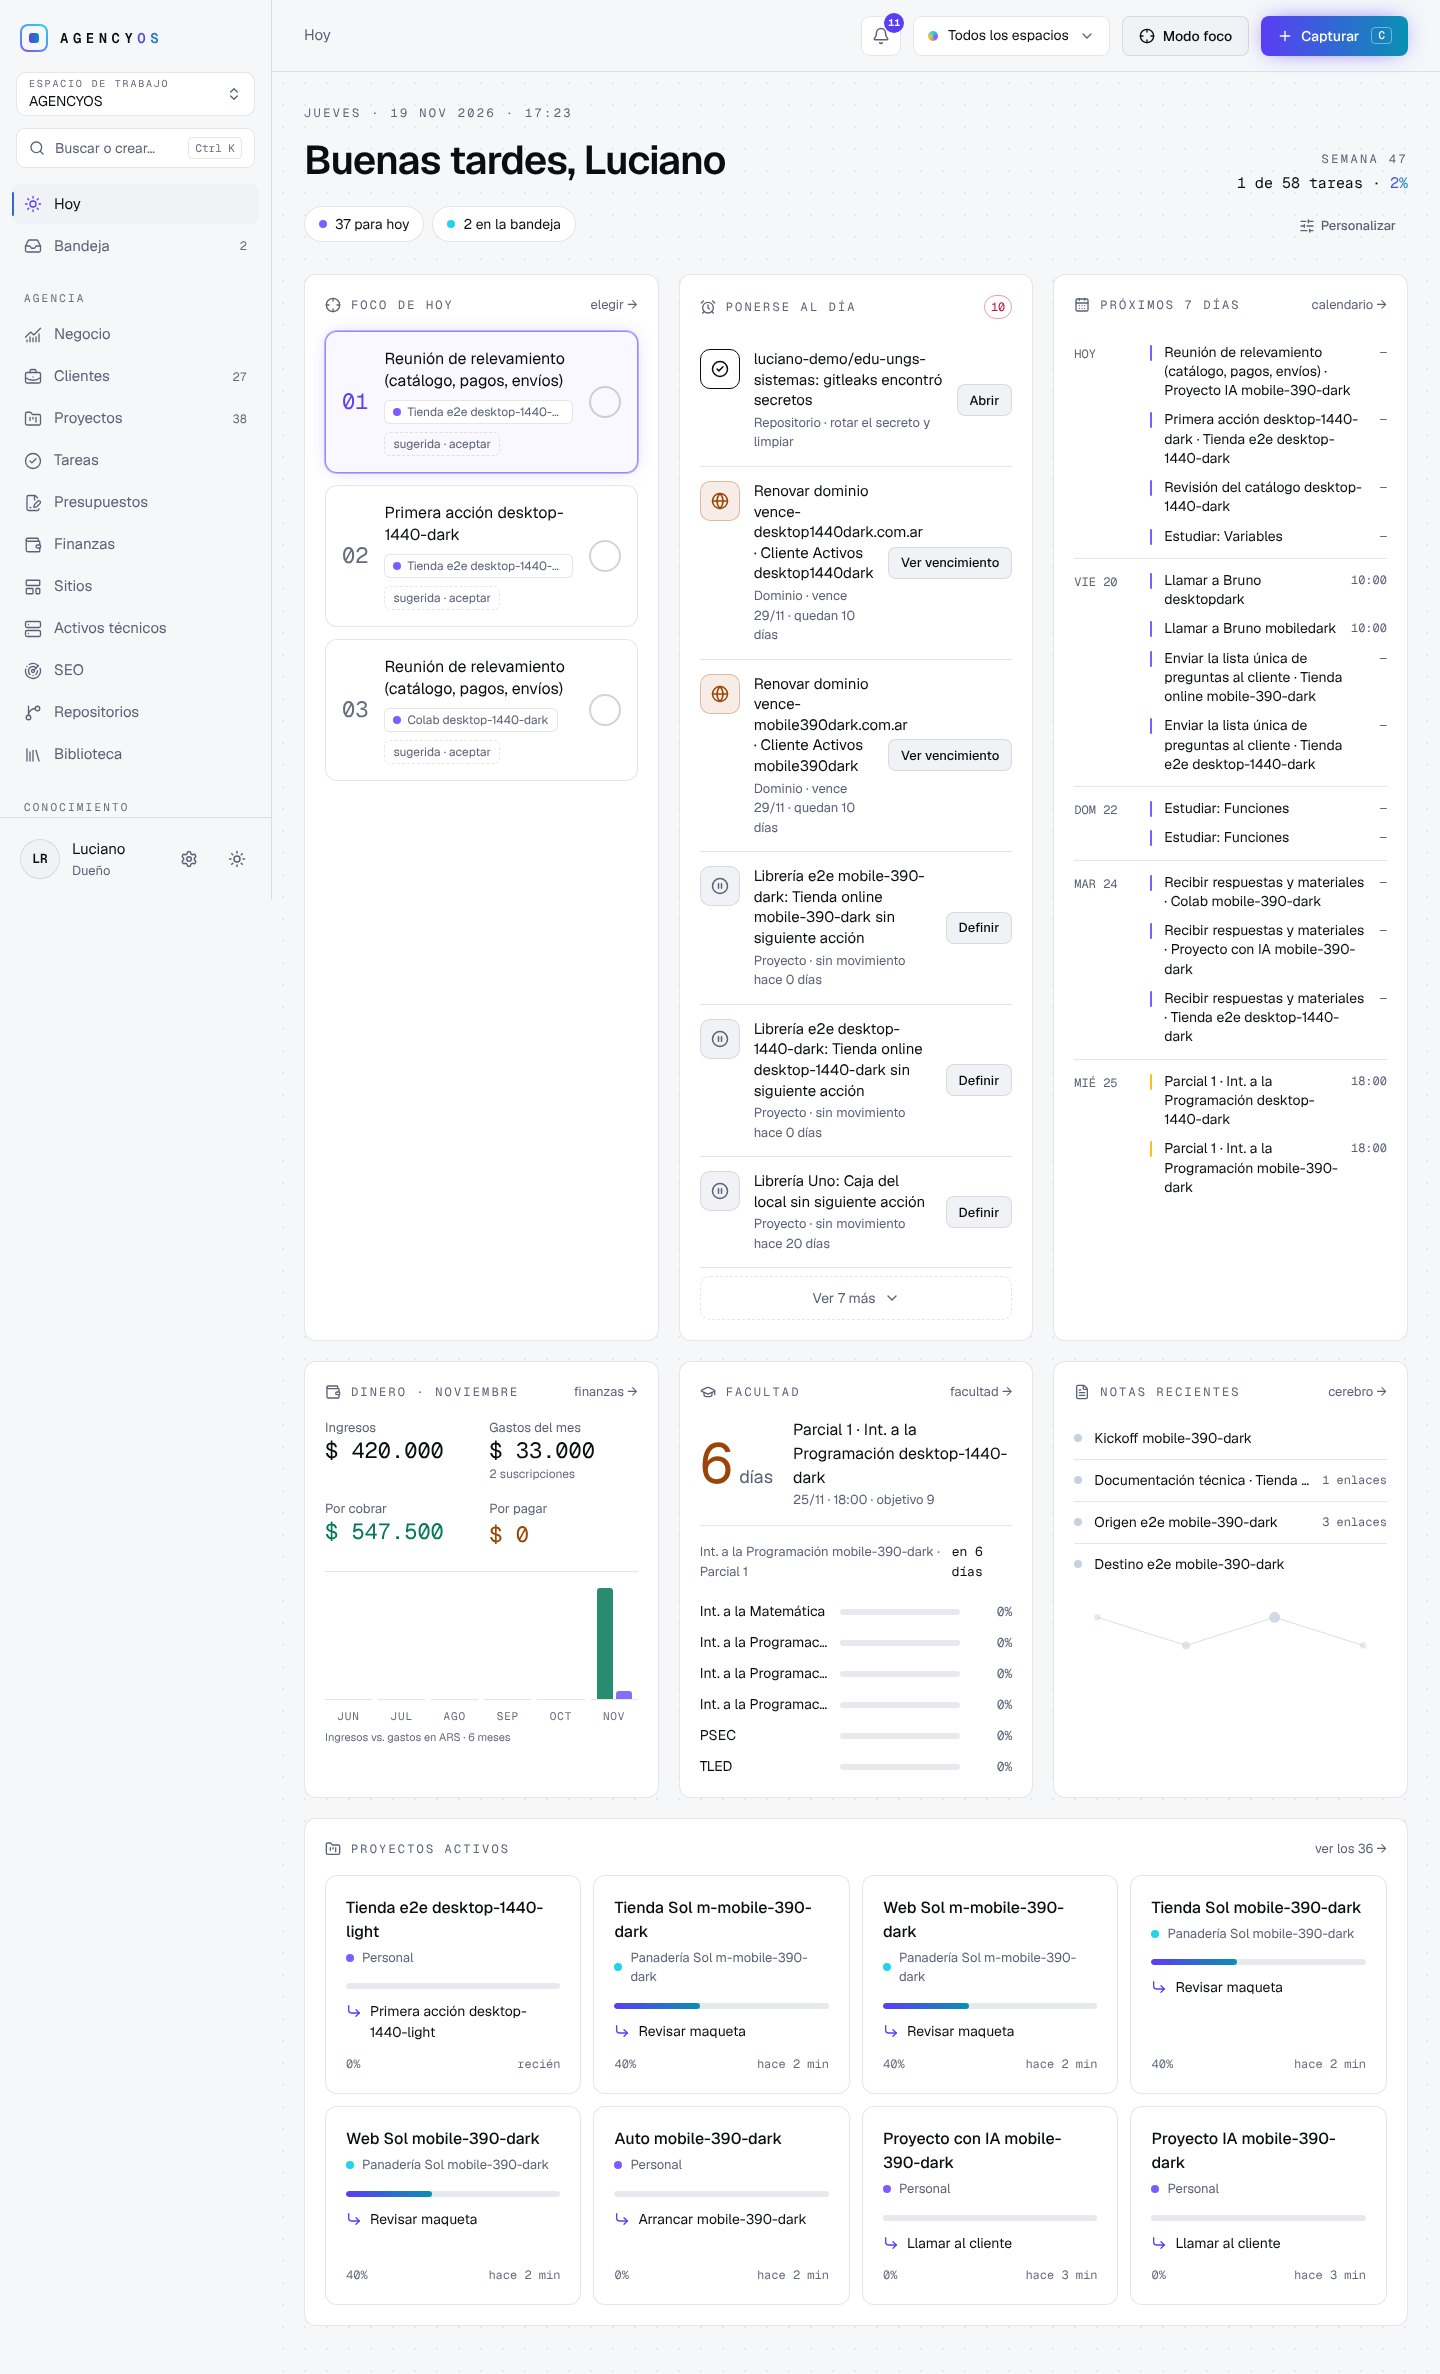 AGENCYOS
ESPACIO DE TRABAJO
AGENCYOS
Buscar o crear...
Ctrl K
Hoy
Bandeja
2
AGENCIA
Negocio
Clientes
27
Proyectos
38
Tareas
Presupuestos
Finanzas
Sitios
Activos técnicos
SEO
Repositorios
Biblioteca
CONOCIMIENTO
LR
Luciano
Dueño
Hoy
11
Todos los espacios
Modo foco
Capturar
C
JUEVES · 19 NOV 2026 · 17:23
Buenas tardes, Luciano
SEMANA 47
1 de 58 tareas · 2%
37 para hoy
2 en la bandeja
Personalizar
FOCO DE HOY
elegir →
01
Reunión de relevamiento
(catálogo, pagos, envíos)
Tienda e2e desktop-1440-...
sugerida · aceptar
02
Primera acción desktop-
1440-dark
Tienda e2e desktop-1440-...
sugerida · aceptar
03
Reunión de relevamiento
(catálogo, pagos, envíos)
Colab desktop-1440-dark
sugerida · aceptar
PONERSE AL DÍA
10
luciano-demo/edu-ungs-
sistemas: gitleaks encontró
secretos
Repositorio · rotar el secreto y
limpiar
Abrir
Renovar dominio
vence-
desktop1440dark.com.ar
· Cliente Activos
desktop1440dark
Dominio · vence
29/11 · quedan 10
días
Ver vencimiento
Renovar dominio
vence-
mobile390dark.com.ar
· Cliente Activos
mobile390dark
Dominio · vence
29/11 · quedan 10
días
Ver vencimiento
Librería e2e mobile-390-
dark: Tienda online
mobile-390-dark sin
siguiente acción
Proyecto · sin movimiento
hace 0 días
Definir
Librería e2e desktop-
1440-dark: Tienda online
desktop-1440-dark sin
siguiente acción
Proyecto · sin movimiento
hace 0 días
Definir
Librería Uno: Caja del
local sin siguiente acción
Proyecto · sin movimiento
hace 20 días
Definir
Ver 7 más
PRÓXIMOS 7 DÍAS
calendario →
HOY
Reunión de relevamiento
(catálogo, pagos, envíos) ·
Proyecto IA mobile-390-dark
–
Primera acción desktop-1440-
dark · Tienda e2e desktop-
1440-dark
–
Revisión del catálogo desktop-
1440-dark
–
Estudiar: Variables
–
VIE 20
Llamar a Bruno
desktopdark
10:00
Llamar a Bruno mobiledark
10:00
Enviar la lista única de
preguntas al cliente · Tienda
online mobile-390-dark
–
Enviar la lista única de
preguntas al cliente · Tienda
e2e desktop-1440-dark
–
DOM 22
Estudiar: Funciones
–
Estudiar: Funciones
–
MAR 24
Recibir respuestas y materiales
· Colab mobile-390-dark
–
Recibir respuestas y materiales
· Proyecto con IA mobile-390-
dark
–
Recibir respuestas y materiales
· Tienda e2e desktop-1440-
dark
–
MIÉ 25
Parcial 1 · Int. a la
Programación desktop-
1440-dark
18:00
Parcial 1 · Int. a la
Programación mobile-390-
dark
18:00
DINERO · NOVIEMBRE
finanzas →
Ingresos
$ 420.000
Gastos del mes
$ 33.000
2 suscripciones
Por cobrar
$ 547.500
Por pagar
$ 0
JUN
JUL
AGO
SEP
OCT
NOV
Ingresos vs. gastos en ARS · 6 meses
FACULTAD
facultad →
6 días
Parcial 1 · Int. a la
Programación desktop-1440-
dark
25/11 · 18:00 · objetivo 9
Int. a la Programación mobile-390-dark ·
Parcial 1
en 6
días
Int. a la Matemática
0%
Int. a la Programac...
0%
Int. a la Programac...
0%
Int. a la Programac...
0%
PSEC
0%
TLED
0%
NOTAS RECIENTES
cerebro →
Kickoff mobile-390-dark
Documentación técnica · Tienda ...
1 enlaces
Origen e2e mobile-390-dark
3 enlaces
Destino e2e mobile-390-dark
PROYECTOS ACTIVOS
ver los 36 →
Tienda e2e desktop-1440-
light
Personal
Primera acción desktop-
1440-light
0%
recién
Tienda Sol m-mobile-390-
dark
Panadería Sol m-mobile-390-
dark
Revisar maqueta
40%
hace 2 min
Web Sol m-mobile-390-
dark
Panadería Sol m-mobile-390-
dark
Revisar maqueta
40%
hace 2 min
Tienda Sol mobile-390-dark
Panadería Sol mobile-390-dark
Revisar maqueta
40%
hace 2 min
Web Sol mobile-390-dark
Panadería Sol mobile-390-dark
Revisar maqueta
40%
hace 2 min
Auto mobile-390-dark
Personal
Arrancar mobile-390-dark
0%
hace 2 min
Proyecto con IA mobile-
390-dark
Personal
Llamar al cliente
0%
hace 3 min
Proyecto IA mobile-390-
dark
Personal
Llamar al cliente
0%
hace 3 min